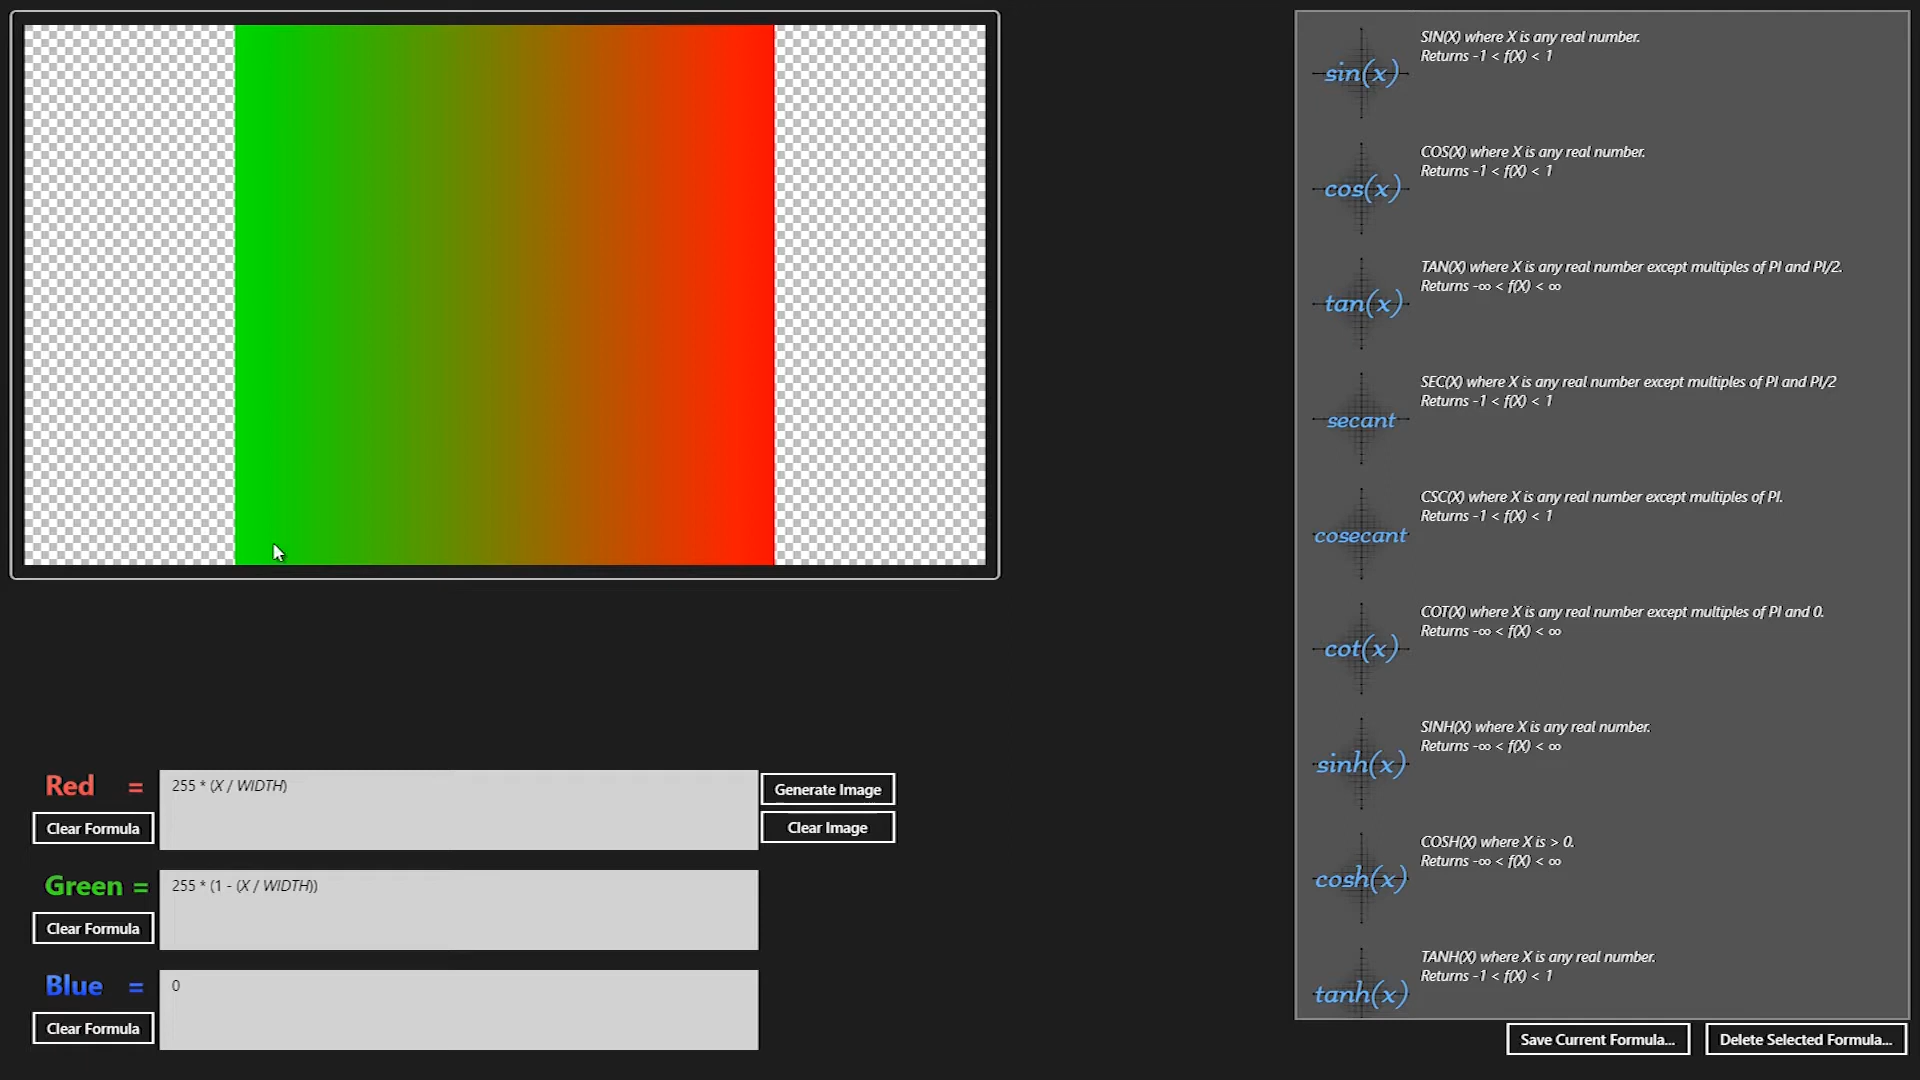 sin(x)
SIN(X) where X is any real number.
Returns -1 < f(X) < 1
cos(x)
COS(X) where X is any real number.
Returns -1 < f(X) < 1
tan(x)
TAN(X) where X is any real number except multiples of PI and PI/2.
Returns -∞ < f(X) < ∞
secant
SEC(X) where X is any real number except multiples of PI and PI/2
Returns -1 < f(X) < 1
cosecant
CSC(X) where X is any real number except multiples of PI.
Returns -1 < f(X) < 1
cot(x)
COT(X) where X is any real number except multiples of PI and 0.
Returns -∞ < f(X) < ∞
sinh(x)
SINH(X) where X is any real number.
Returns -∞ < f(X) < ∞
cosh(x)
COSH(X) where X is > 0.
Returns -∞ < f(X) < ∞
tanh(x)
TANH(X) where X is any real number.
Returns -1 < f(X) < 1
Red =
255 * (X / WIDTH)
Clear Formula
Generate Image
Clear Image
Green =
255 * (1 - (X / WIDTH))
Clear Formula
Blue =
0
Clear Formula
Save Current Formula...
Delete Selected Formula...